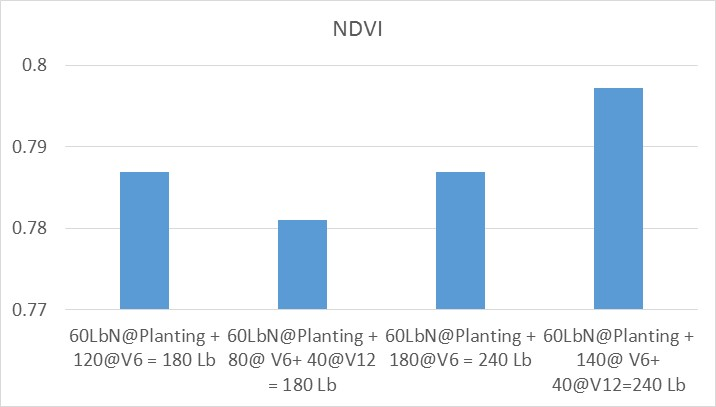 NDVI
0.8
0.79
0.78
0.77
60LbN@Planting + 60LbN@Planting + 60LbN@Planting + 60LbN@Planting +
120@V6 = 180 Lb 80@ V6+ 40@V12 180@V6 = 240 Lb 140@ V6+
= 180 Lb 40@V12=240 Lb